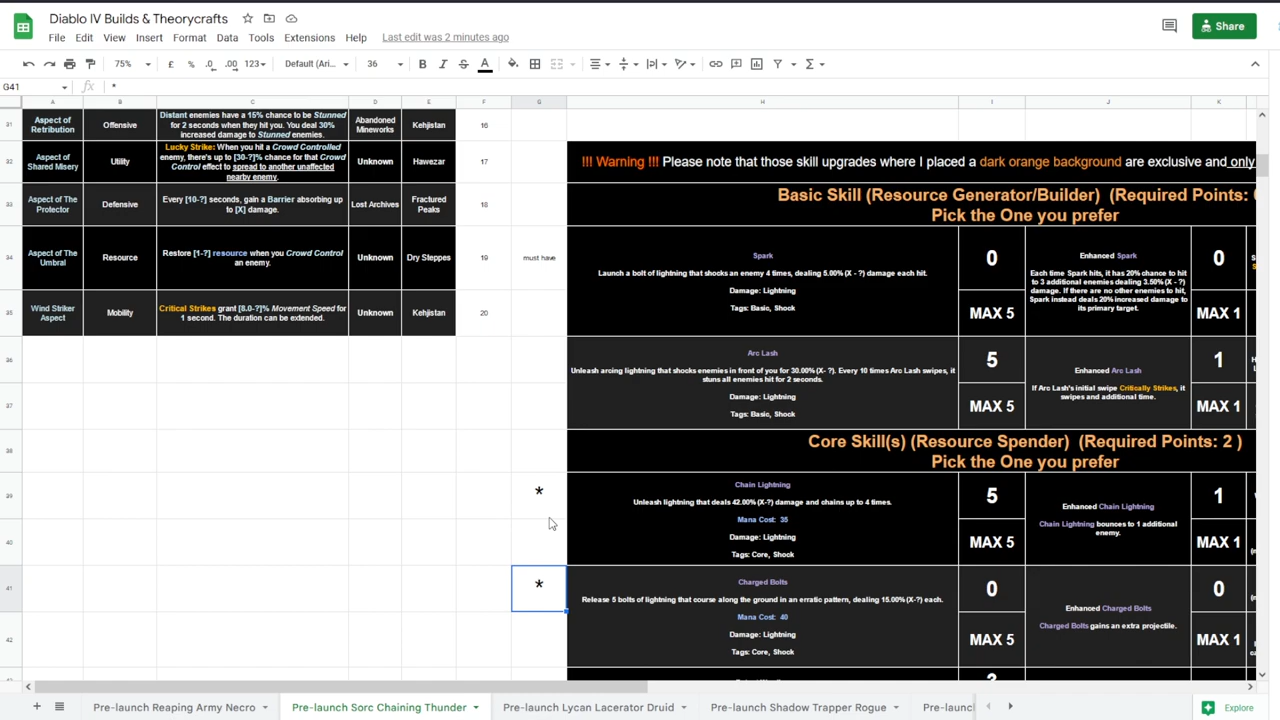 Diablo IV Builds & Theorycrafts
File Edit View Insert Format Data Tools Extensions Help Last edit was 2 minutes ago
Share
75% £ % .0 .00 123 Default (Ari... 36 B I S A
G41 fx *
A B C D E F G H I J K
31 Aspect of Retribution Offensive Distant enemies have a 15% chance to be Stunned for 2 seconds when they hit you. You deal 30% increased damage to Stunned enemies. Abandoned Mineworks Kehjistan 16
32 Aspect of Shared Misery Utility Lucky Strike: When you hit a Crowd Controlled enemy, there's up to [30-?]% chance for that Crowd Control effect to spread to another unaffected nearby enemy. Unknown Hawezar 17
!!! Warning !!! Please note that those skill upgrades where I placed a dark orange background are exclusive and only
33 Aspect of The Protector Defensive Every [10-?] seconds, gain a Barrier absorbing up to [X] damage. Lost Archives Fractured Peaks 18
Basic Skill (Resource Generator/Builder) (Required Points:
Pick the One you prefer
34 Aspect of The Umbral Resource Restore [1-?] resource when you Crowd Control an enemy. Unknown Dry Steppes 19 must have
Spark
Launch a bolt of lightning that shocks an enemy 4 times, dealing 5.00% (X - ?) damage each hit.
Damage: Lightning
Tags: Basic, Shock
0
MAX 5
Enhanced Spark
Each time Spark hits, it has 20% chance to hit
to 3 additional enemies dealing 3.50% (X - ?)
damage. If there are no other enemies to hit,
Spark instead deals 20% increased damage to
its primary target.
0
MAX 1
35 Wind Striker Aspect Mobility Critical Strikes grant [8.0-?]% Movement Speed for 1 second. The duration can be extended. Unknown Kehjistan 20
36
37
Arc Lash
Unleash arcing lightning that shocks enemies in front of you for 30.00% (X- ?). Every 10 times Arc Lash swipes, it
stuns all enemies hit for 2 seconds.
Damage: Lightning
Tags: Basic, Shock
5
MAX 5
Enhanced Arc Lash
If Arc Lash's initial swipe Critically Strikes, it
swipes and additional time.
1
MAX 1
38
Core Skill(s) (Resource Spender) (Required Points: 2 )
Pick the One you prefer
39 *
40
Chain Lightning
Unleash lightning that deals 42.00% (X-?) damage and chains up to 4 times.
Mana Cost: 35
Damage: Lightning
Tags: Core, Shock
5
MAX 5
Enhanced Chain Lightning
Chain Lightning bounces to 1 additional
enemy.
1
MAX 1
41 *
42
Charged Bolts
Release 5 bolts of lightning that course along the ground in an erratic pattern, dealing 15.00% (X-?) each.
Mana Cost: 40
Damage: Lightning
Tags: Core, Shock
0
MAX 5
Enhanced Charged Bolts
Charged Bolts gains an extra projectile.
0
MAX 1
Pre-launch Reaping Army Necro Pre-launch Sorc Chaining Thunder Pre-launch Lycan Lacerator Druid Pre-launch Shadow Trapper Rogue Pre-launch
Explore